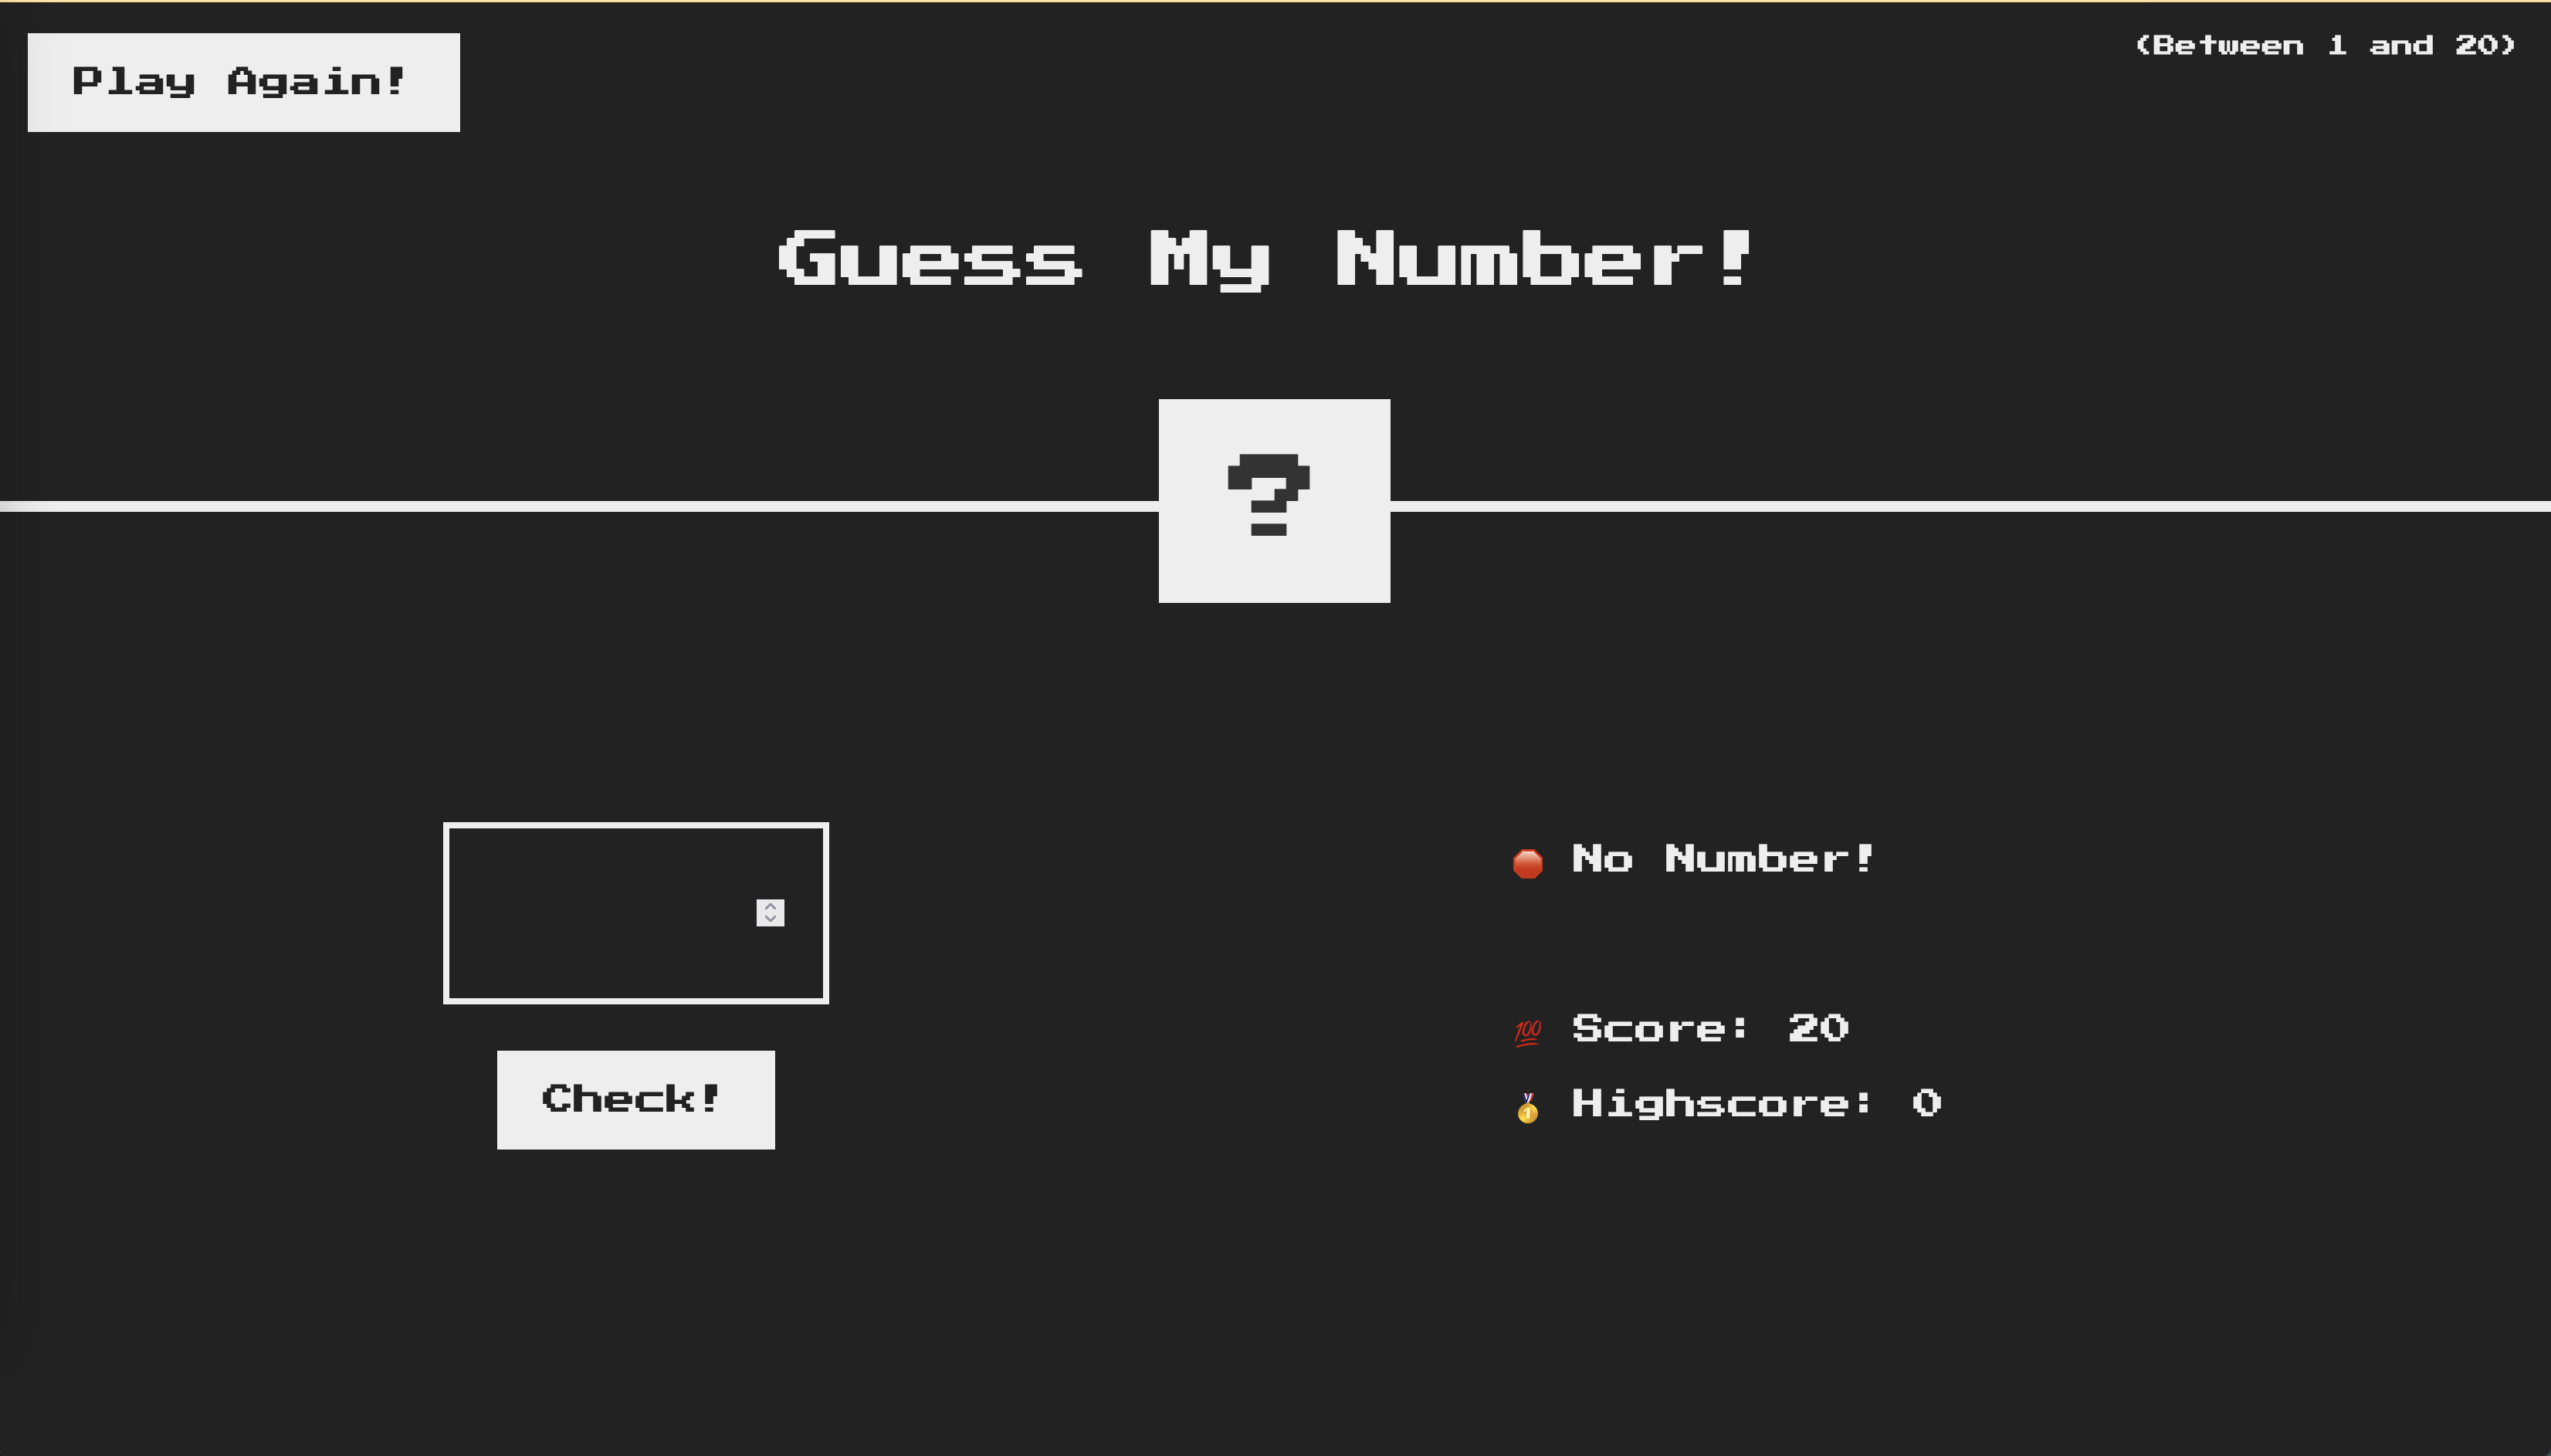 Play Again!
(Between 1 and 20)
Guess My Number!
?
🛑 No Number!
💯 Score: 20
🥇 Highscore: 0
Check!